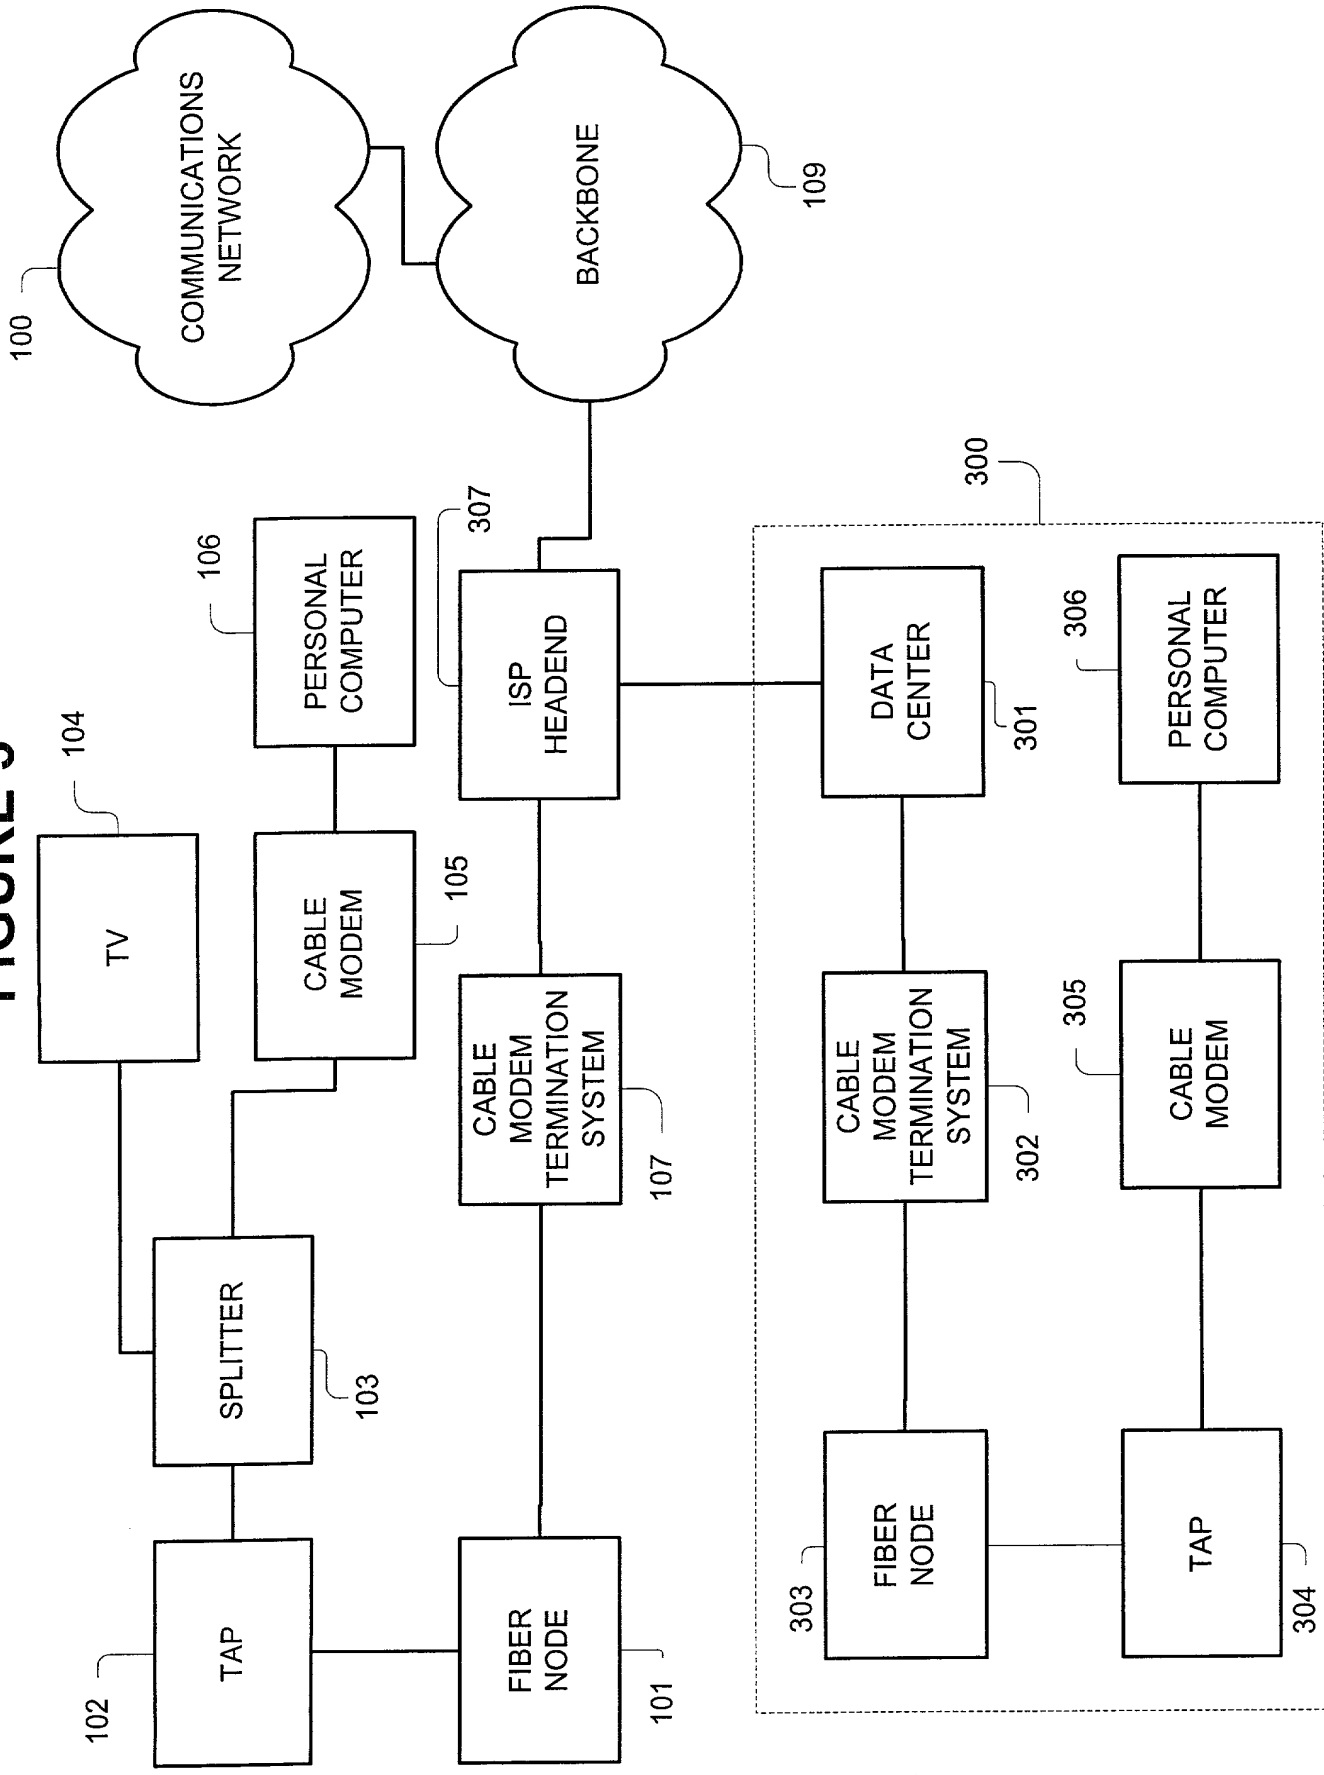 FIGURE
100
104
102
TV
COMMUNICATIONS
NETWORK
106
TAP
SPLITTER
CABLE
MODEM
PERSONAL
COMPUTER
103
105
307
FIBER
NODE
CABLE
MODEM
TERMINATION
SYSTEM
ISP
HEADEND
BACKBONE
101
107
109
303
300
FIBER
NODE
CABLE
MODEM
TERMINATION
SYSTEM
DATA
CENTER
302
301
305
306
TAP
CABLE
MODEM
PERSONAL
COMPUTER
304